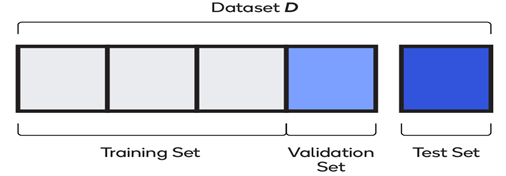 Dataset D
Training Set
Validation
Set
Test Set